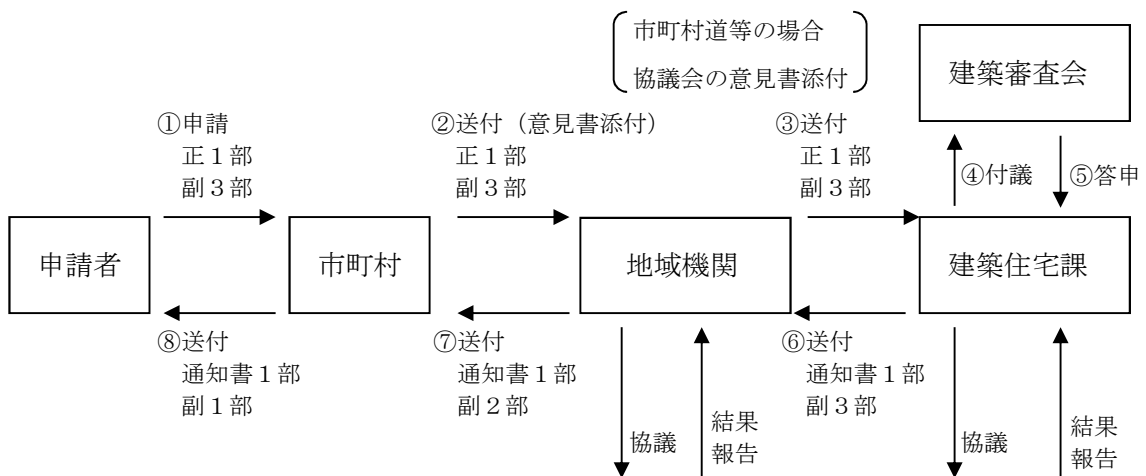 市町村道等の場合
協議会の意見書添付
建築審査会
①申請
正１部
副３部
②送付（意見書添付）
正１部
副３部
③送付
正１部
副３部
④付議
⑤答申
申請者
市町村
地域機関
建築住宅課
⑧送付
通知書１部
副１部
⑦送付
通知書１部
副２部
⑥送付
通知書１部
副３部
協議
結果
報告
協議
結果
報告